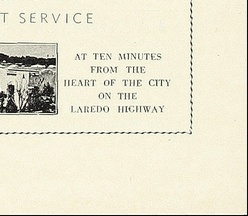 T SERVICE
AT TEN MINUTES
FROM THE
HEART OF THE CITY
ON THE
LAREDO HIGHWAY